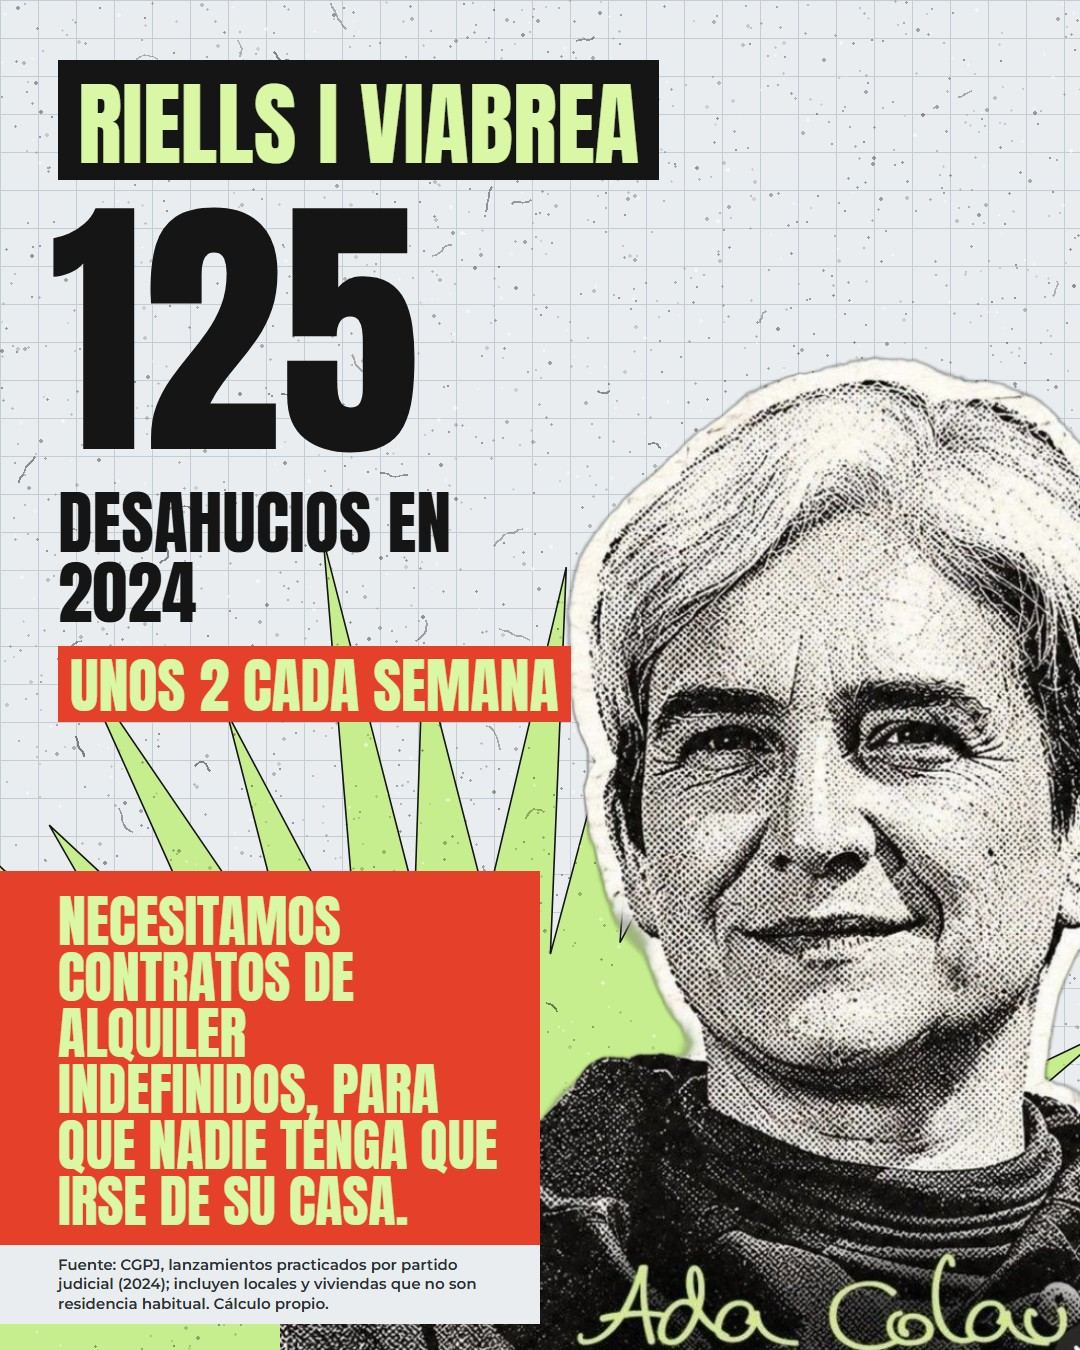 RIELLS I VIABREA
125
DESAHUCIOS EN
2024
UNOS 2 CADA SEMANA
NECESITAMOS
CONTRATOS DE
ALQUILER
INDEFINIDOS, PARA
QUE NADIE TENGA QUE
IRSE DE SU CASA.
Fuente: CGPJ, lanzamientos practicados por partido
judicial (2024); incluyen locales y viviendas que no son
residencia habitual. Cálculo propio.
Ada Colau